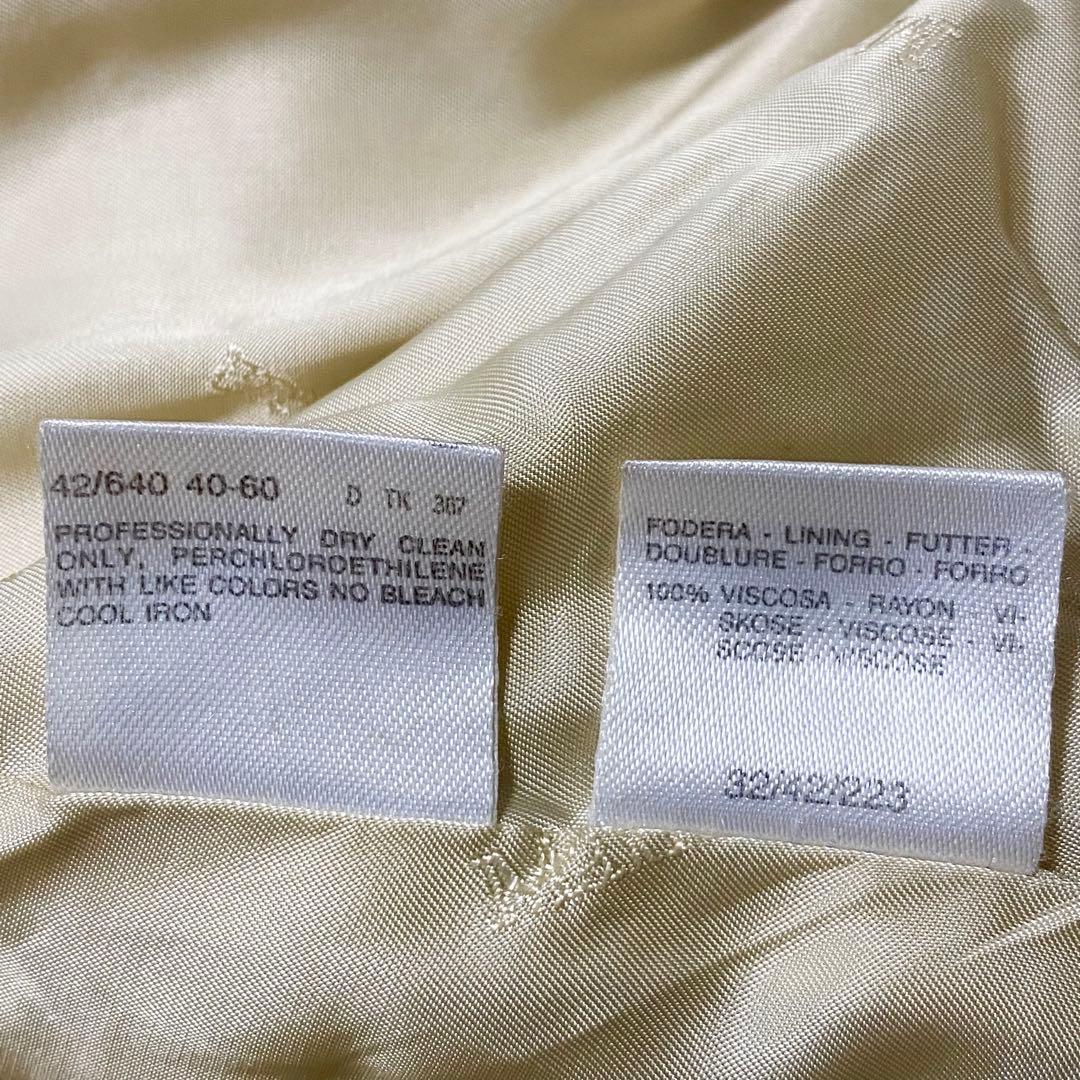 42/640 40-60 D TK 367
PROFESSIONALLY DRY CLEAN
ONLY, PERCHLOROETHILENE
WITH LIKE COLORS NO BLEACH
COOL IRON
FODERA - LINING - FUTTER -
DOUBLURE - FORRO - FORRO
100% VISCOSA - RAYON - VI-
SKOSE - VISCOSE - VI-
SCOSE - VISCOSE
32/42/223